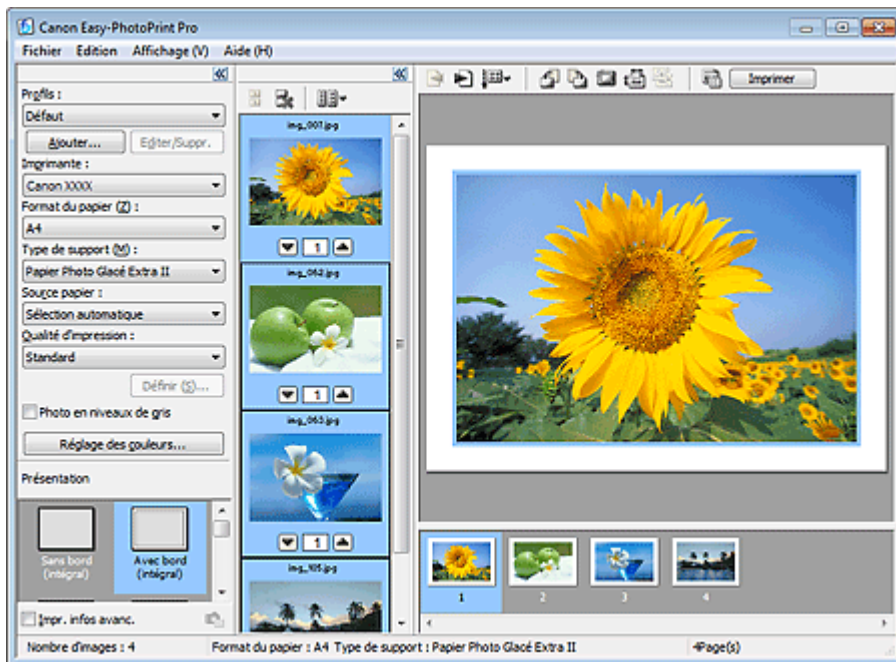 Canon Easy-PhotoPrint Pro
Fichier Edition Affichage (V) Aide (H)
Profils :
Défaut
Ajouter... Editer/Suppr.
Imprimante :
Canon XXXX
Format du papier (Z) :
A4
Type de support (M) :
Papier Photo Glacé Extra II
Source papier :
Sélection automatique
Qualité d'impression :
Standard
Définir (S)...
Photo en niveaux de gris
Réglage des couleurs...
Présentation
Sans bord (intégral)
Avec bord (intégral)
Impr. infos avanc.
img_001.jpg
1
img_062.jpg
1
img_063.jpg
1
img_105.jpg
Imprimer
1 2 3 4
Nombre d'images : 4 Format du papier : A4 Type de support : Papier Photo Glacé Extra II 4Page(s)